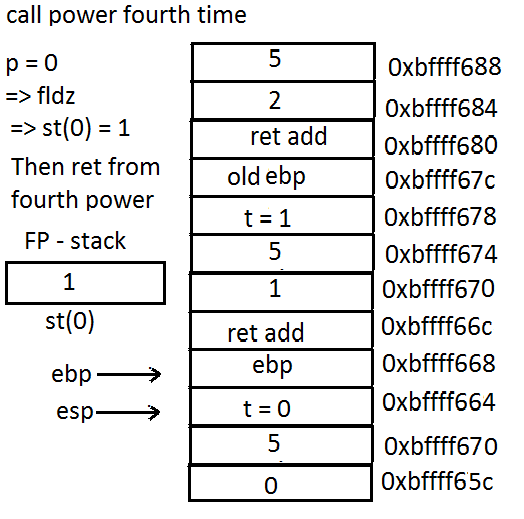 call power fourth time
p = 0
=> fldz
=> st(0) = 1
Then ret from
fourth power
FP - stack
1
st(0)
ebp
esp
5 0xbffff688
2 0xbffff684
ret add 0xbffff680
old ebp 0xbffff67c
t = 1 0xbffff678
5 0xbffff674
1 0xbffff670
ret add 0xbffff66c
ebp 0xbffff668
t = 0 0xbffff664
5 0xbffff670
0 0xbffff65c